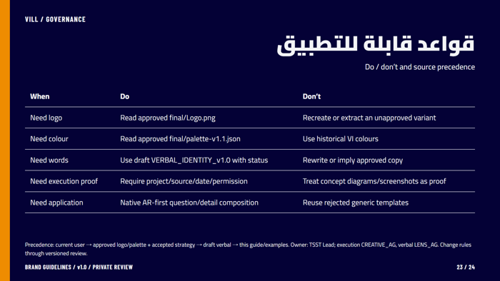 VILL / GOVERNANCE
قواعد قابلة للتطبيق
Do / don't and source precedence
When Do Don't
Need logo Read approved final/Logo.png Recreate or extract an unapproved variant
Need colour Read approved final/palette-v1.1.json Use historical VI colours
Need words Use draft VERBAL_IDENTITY_v1.0 with status Rewrite or imply approved copy
Need execution proof Require project/source/date/permission Treat concept diagrams/screenshots as proof
Need application Native AR-first question/detail composition Reuse rejected generic templates
Precedence: current user → approved logo/palette + accepted strategy → draft verbal → this guide/examples. Owner: TSST Lead; execution CREATIVE_AG, verbal LENS_AG. Change rules
through versioned review.
BRAND GUIDELINES / v1.0 / PRIVATE REVIEW 23 / 24